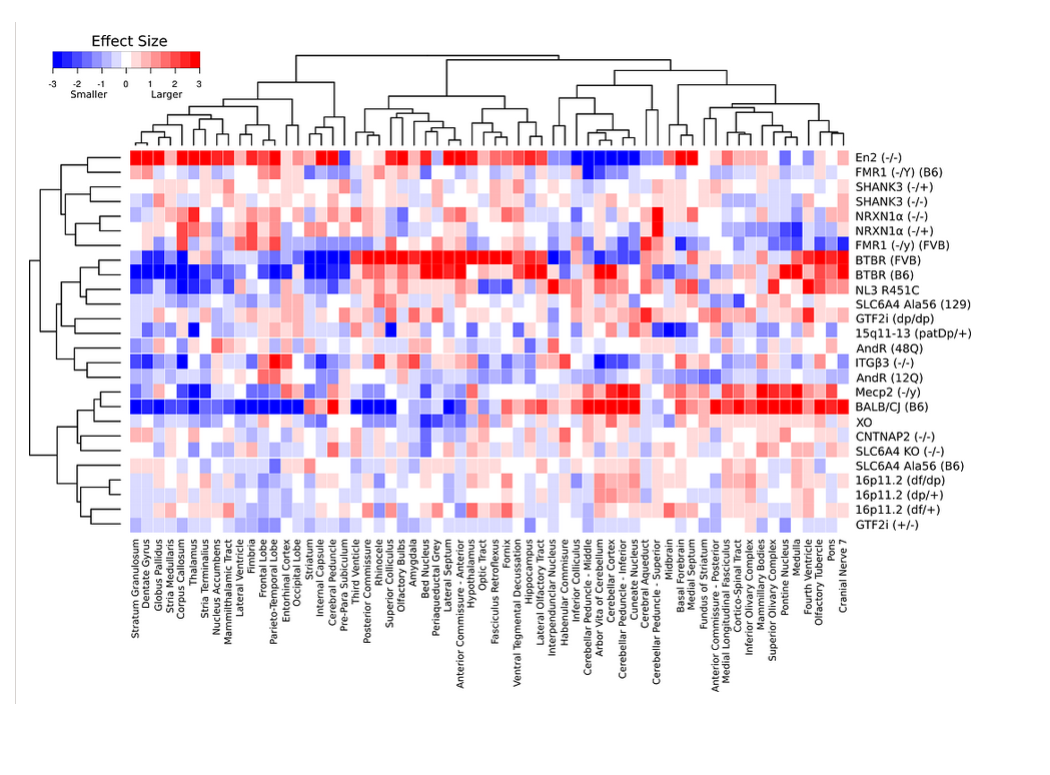 Effect Size
-3 -2 -1 0 1 2 3
Smaller Larger
En2 (-/-)
FMR1 (-/Y) (B6)
SHANK3 (-/+)
SHANK3 (-/-)
NRXN1α (-/-)
NRXN1α (-/+)
FMR1 (-/y) (FVB)
BTBR (FVB)
BTBR (B6)
NL3 R451C
SLC6A4 Ala56 (129)
GTF2i (dp/dp)
15q11-13 (patDp/+)
AndR (48Q)
ITGβ3 (-/-)
AndR (12Q)
Mecp2 (-/y)
BALB/CJ (B6)
XO
CNTNAP2 (-/-)
SLC6A4 KO (-/-)
SLC6A4 Ala56 (B6)
16p11.2 (df/dp)
16p11.2 (dp/+)
16p11.2 (df/+)
GTF2i (+/-)
Stratum Granulosum
Dentate Gyrus
Globus Pallidus
Stria Medullaris
Corpus Callosum
Thalamus
Stria Terminalius
Nucleus Accumbens
Mammilithalamic Tract
Lateral Ventricle
Fimbria
Frontal Lobe
Parieto-Temporal Lobe
Entorhinal Cortex
Occipital Lobe
Striatum
Internal Capsule
Cerebral Peduncle
Pre-Para Subiculum
Third Ventricle
Posterior Commissure
Rhinocele
Superior Colliculus
Olfactory Bulbs
Amygdala
Bed Nucleus
Periaqueductal Grey
Lateral Septum
Anterior Commissure - Anterior
Hypothalamus
Optic Tract
Fasciculus Retroflexus
Fornix
Ventral Tegmental Decussation
Hippocampus
Lateral Olfactory Tract
Interpenduncular Nucleus
Habenular Commisure
Inferior Colliculus
Cerebellar Peduncle - Middle
Arbor Vita of Cerebellum
Cerebellar Cortex
Cerebellar Peduncle - Inferior
Cuneate Nucleus
Cerebral Aqueduct
Cerebellar Peduncle - Superior
Midbrain
Basal Forebrain
Medial Septum
Fundus of Striatum
Anterior Commissure - Posterior
Medial Longitudinal Fasciculus
Cortico-Spinal Tract
Inferior Olivary Complex
Mammillary Bodies
Superior Olivary Complex
Pontine Nucleus
Medulla
Fourth Ventricle
Olfactory Tubercle
Pons
Cranial Nerve 7